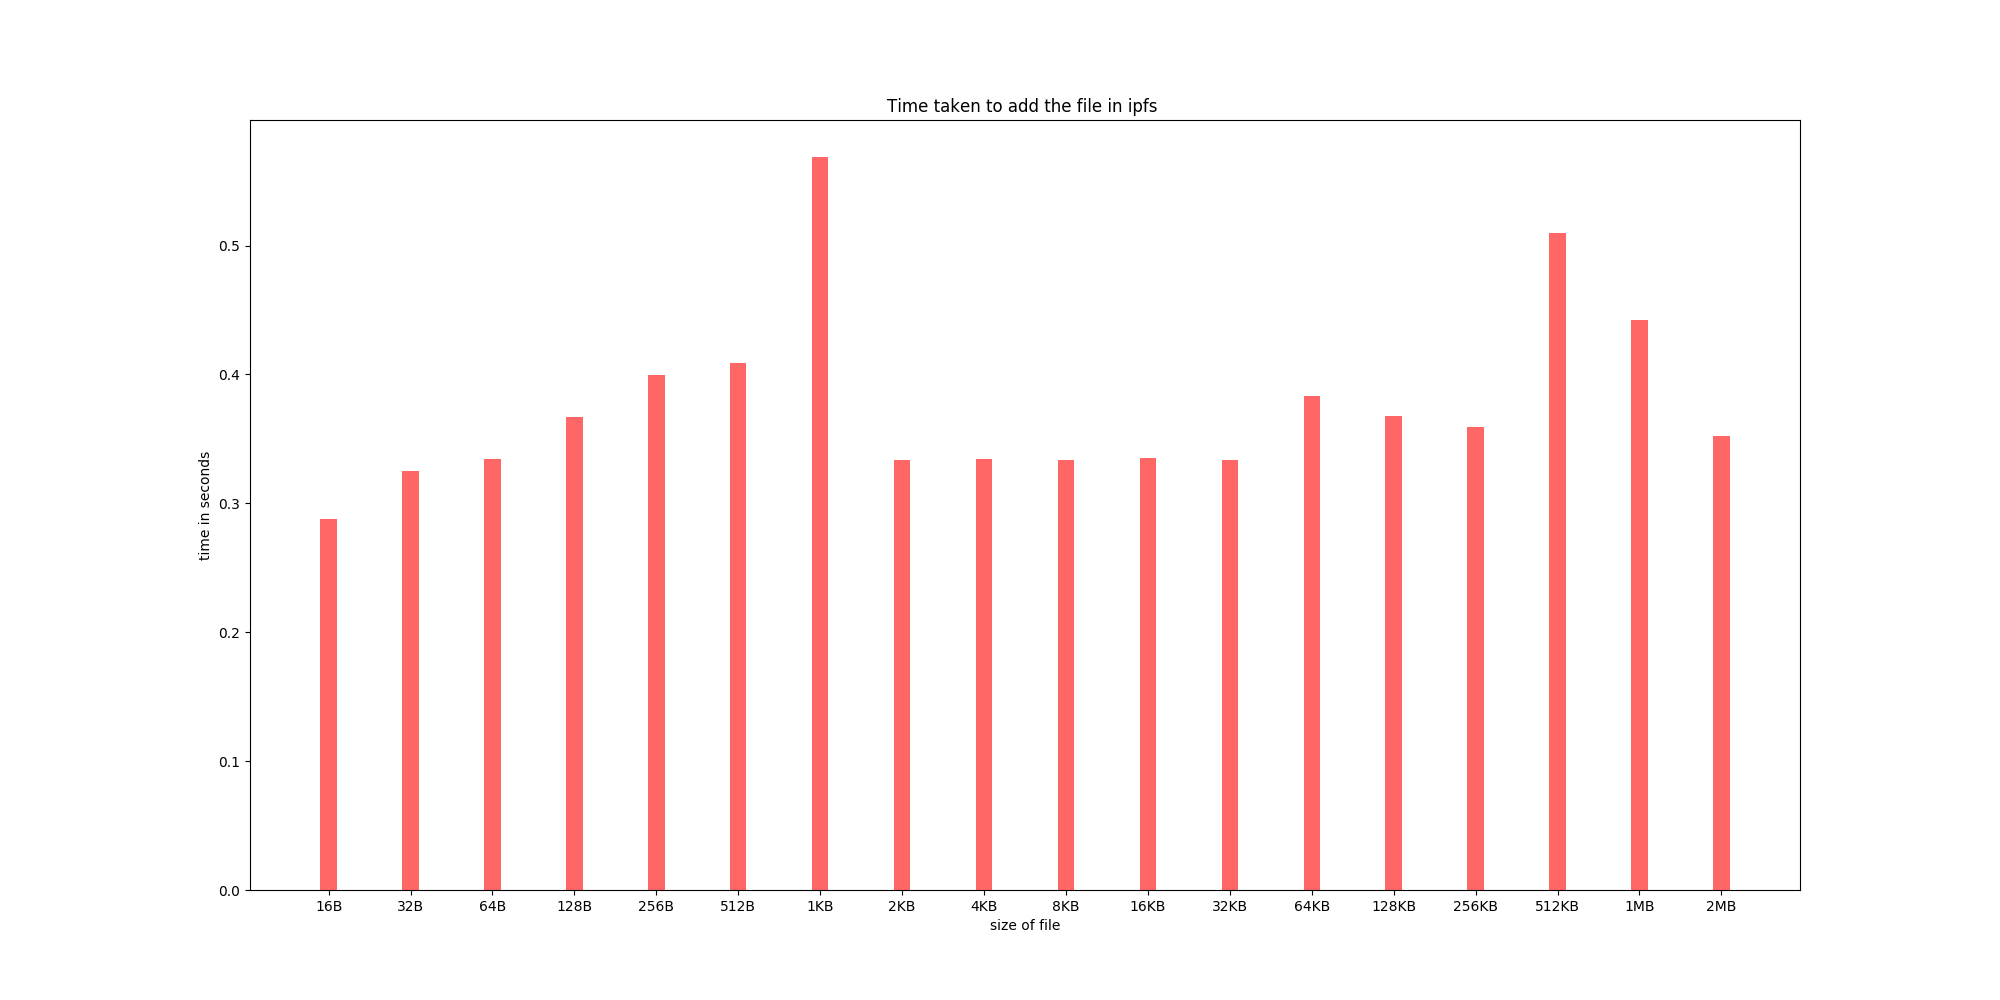 Time taken to add the file in ipfs
time in seconds
0.5
0.4
0.3
0.2
0.1
0.0
16B 32B 64B 128B 256B 512B 1KB 2KB 4KB 8KB 16KB 32KB 64KB 128KB 256KB 512KB 1MB 2MB
size of file